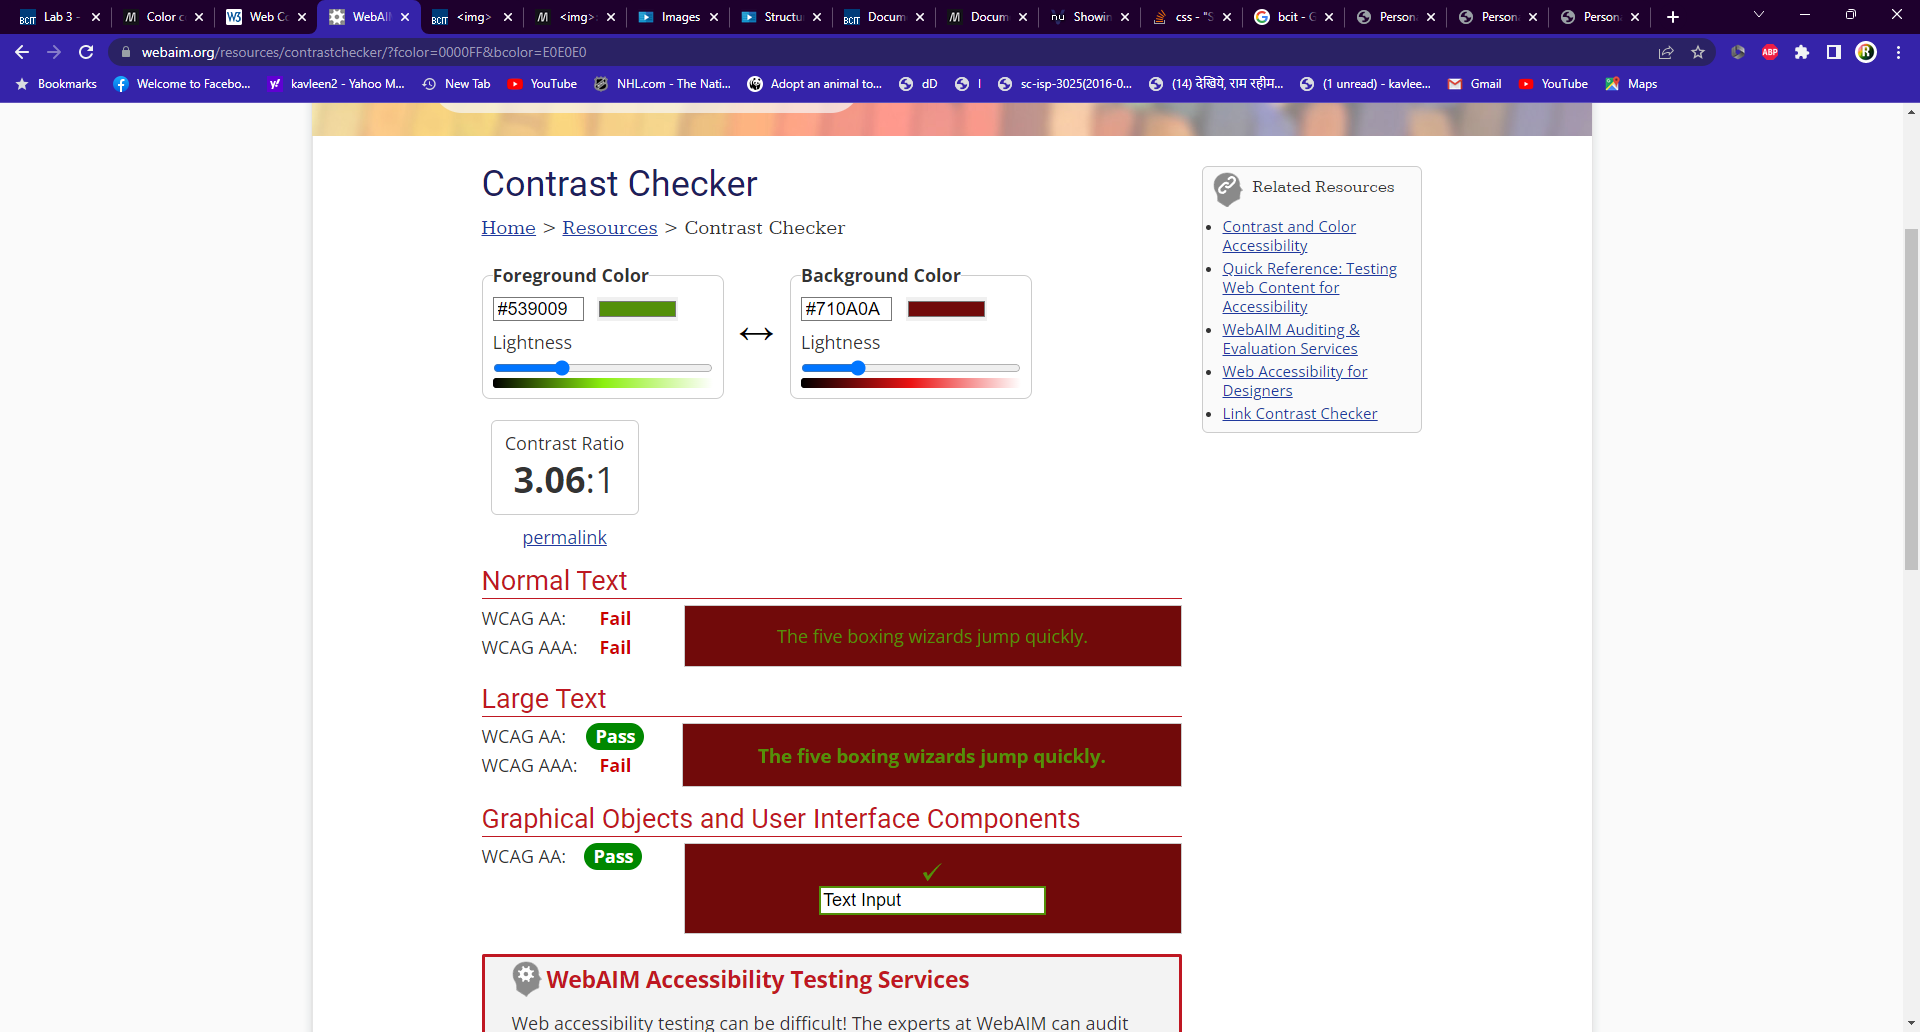 Lab 3 -
Color c
Web Co
WebAI
<img>
<img>
Images
Structu
Docum
Docum
Showin
css - "S
bcit - G
Person
Person
Person
webaim.org/resources/contrastchecker/?fcolor=0000FF&bcolor=E0E0E0
Bookmarks
Welcome to Facebo...
kavleen2 - Yahoo M...
New Tab
YouTube
NHL.com - The Nati...
Adopt an animal to...
dD
I
sc-isp-3025(2016-0...
(14) देखिये, राम रहीम...
(1 unread) - kavlee...
Gmail
YouTube
Maps
Contrast Checker
Home > Resources > Contrast Checker
Foreground Color
#539009
Lightness
Background Color
#710A0A
Lightness
Contrast Ratio
3.06:1
permalink
Normal Text
WCAG AA: Fail
WCAG AAA: Fail
The five boxing wizards jump quickly.
Large Text
WCAG AA: Pass
WCAG AAA: Fail
The five boxing wizards jump quickly.
Graphical Objects and User Interface Components
WCAG AA: Pass
Text Input
WebAIM Accessibility Testing Services
Web accessibility testing can be difficult! The experts at WebAIM can audit
Related Resources
Contrast and Color
Accessibility
Quick Reference: Testing
Web Content for
Accessibility
WebAIM Auditing &
Evaluation Services
Web Accessibility for
Designers
Link Contrast Checker